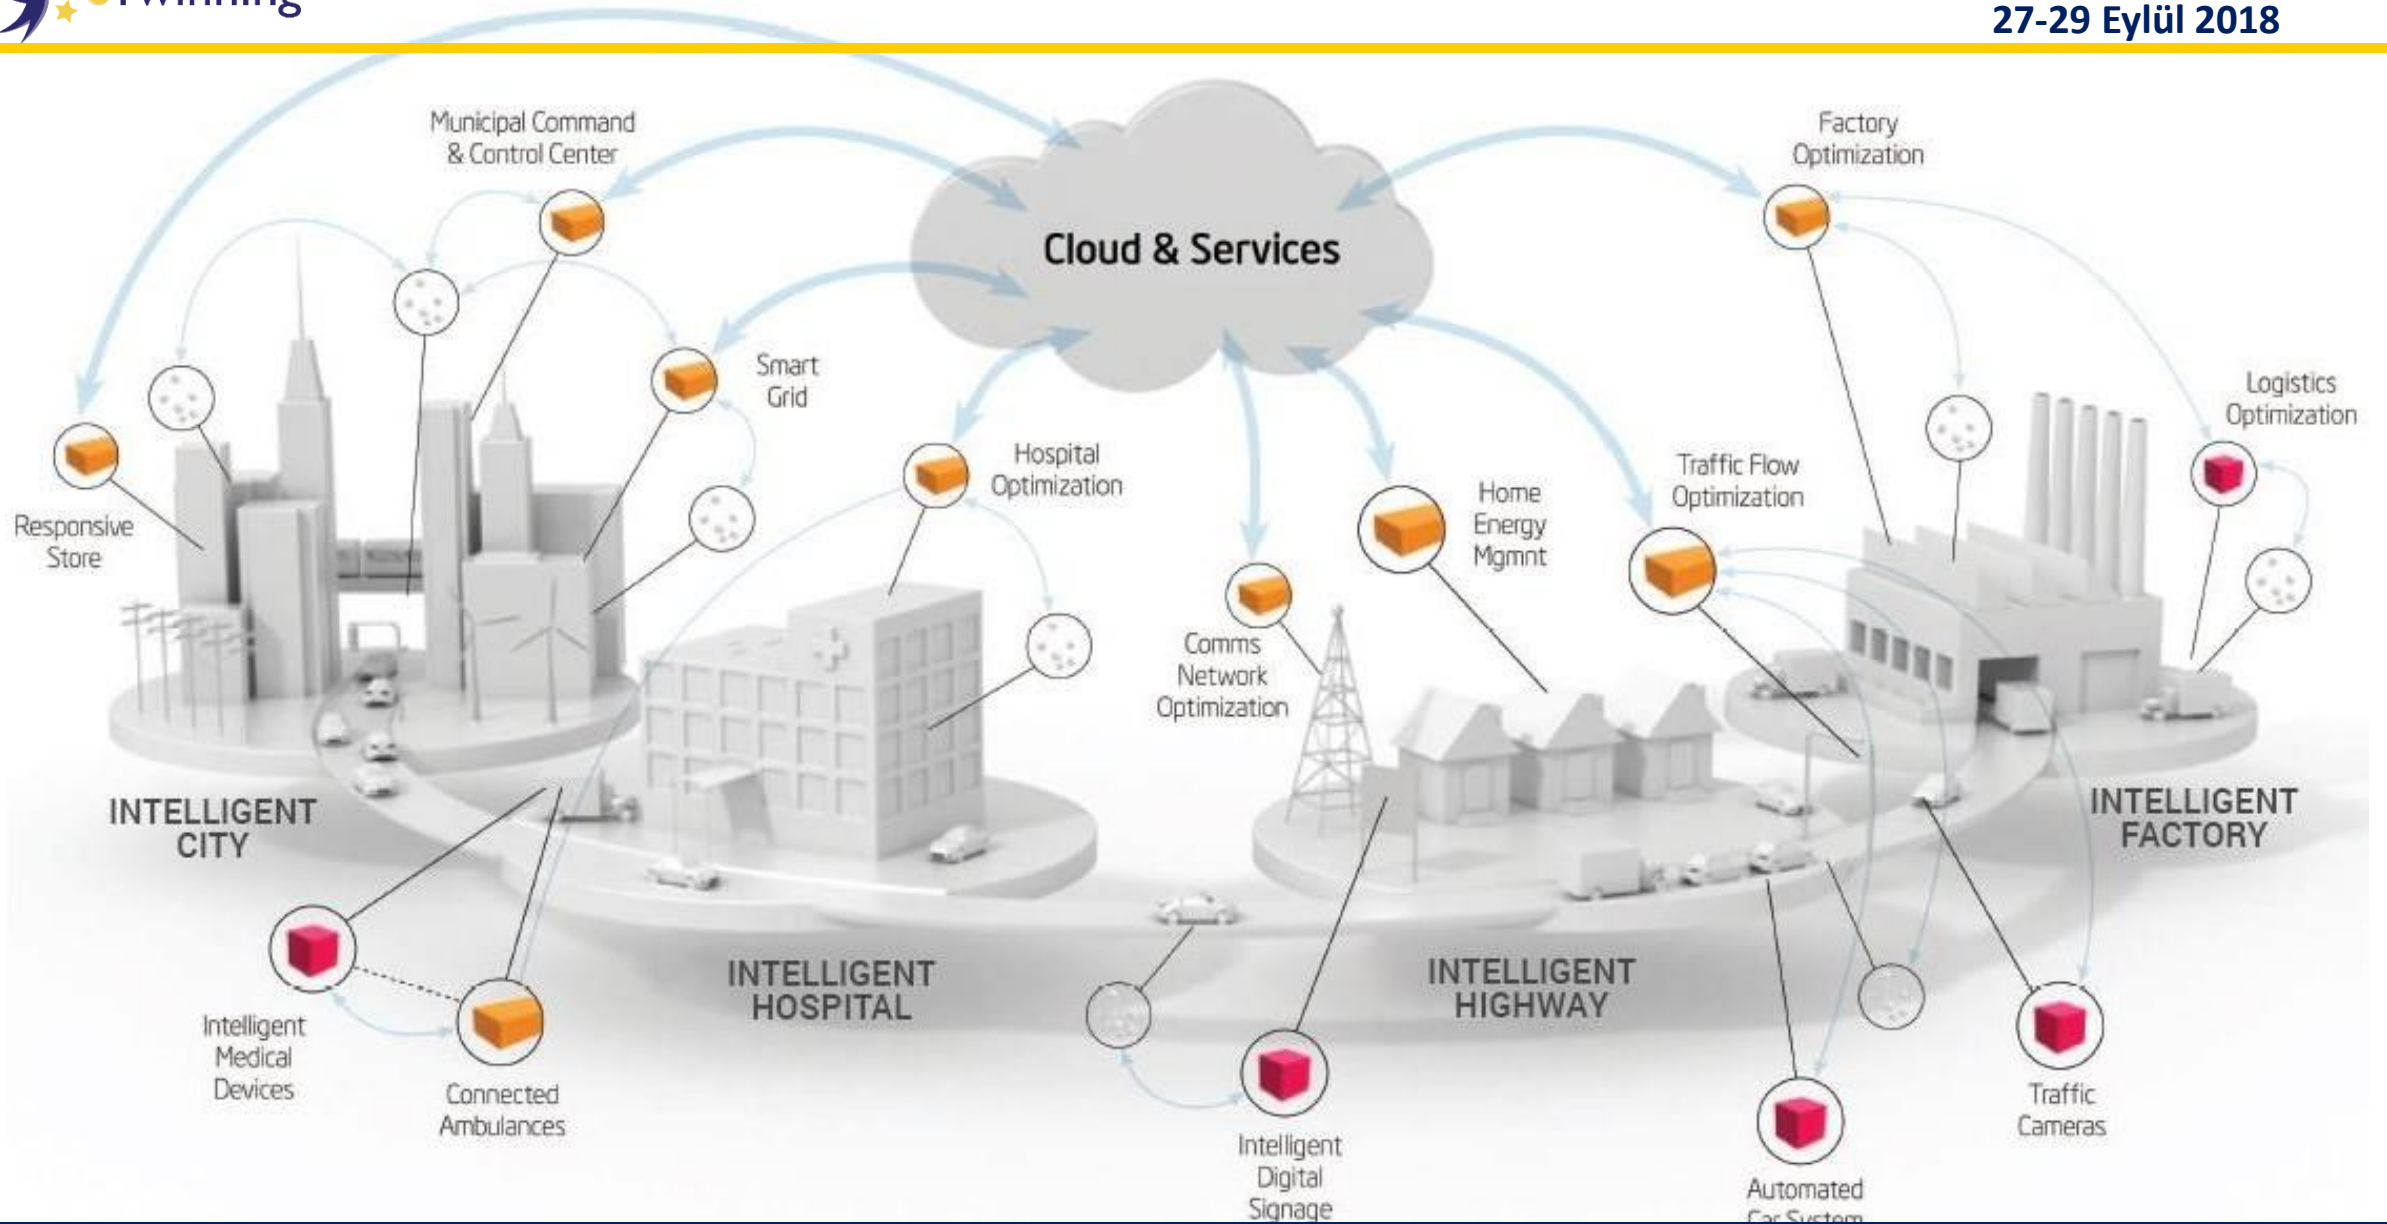 27-29 Eylül 2018
Municipal Command
& Control Center
Factory
Optimization
Cloud & Services
Smart
Grid
Logistics
Optimization
Hospital
Optimization
Traffic Flow
Optimization
Home
Energy
Mgmnt
Responsive
Store
Comms
Network
Optimization
INTELLIGENT
CITY
INTELLIGENT
FACTORY
INTELLIGENT
HOSPITAL
INTELLIGENT
HIGHWAY
Intelligent
Medical
Devices
Connected
Ambulances
Traffic
Cameras
Intelligent
Digital
Signage
Automated
Car System